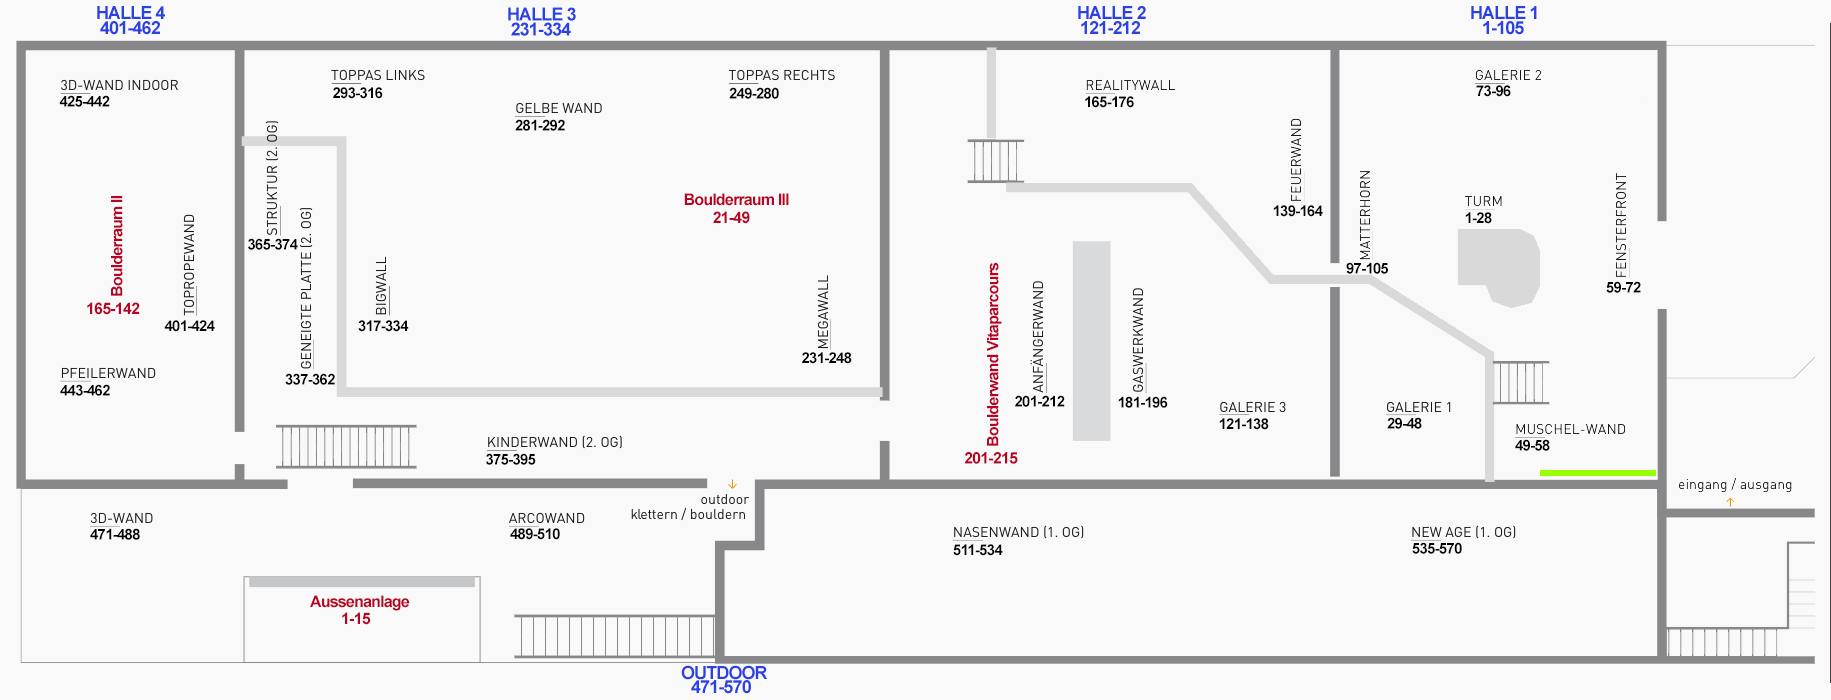 HALLE 4
401-462
HALLE 3
231-334
HALLE 2
121-212
HALLE 1
1-105
3D-WAND INDOOR
425-442
TOPPAS LINKS
293-316
GELBE WAND
281-292
TOPPAS RECHTS
249-280
REALITYWALL
165-176
GALERIE 2
73-96
STRUKTUR (2. OG)
365-374
Boulderraum II
165-142
TOPROPEWAND
401-424
GENEIGTE PLATTE (2. OG)
337-362
BIGWALL
317-334
Boulderraum III
21-49
MEGAWALL
231-248
FEUERWAND
139-164
MATTERHORN
97-105
TURM
1-28
FENSTERFRONT
59-72
PFEILERWAND
443-462
Boulderwand Vitaparcours
201-215
ANFÄNGERWAND
201-212
GASWERKWAND
181-196
GALERIE 3
121-138
GALERIE 1
29-48
MUSCHEL-WAND
49-58
KINDERWAND (2. OG)
375-395
eingang / ausgang
outdoor
klettern / bouldern
3D-WAND
471-488
ARCOWAND
489-510
NASENWAND (1. OG)
511-534
NEW AGE (1. OG)
535-570
Aussenanlage
1-15
OUTDOOR
471-570